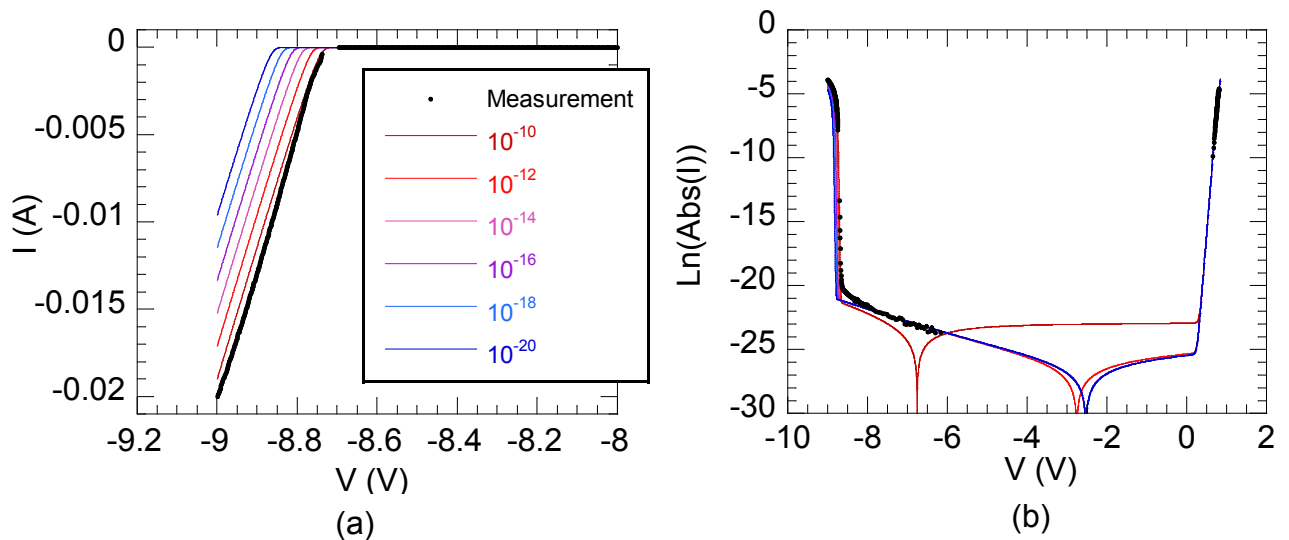 0
-0.005
-0.01
-0.015
-0.02
I (A)
-9.2 -9 -8.8 -8.6 -8.4 -8.2 -8
V (V)
(a)
Measurement
10-10
10-12
10-14
10-16
10-18
10-20
0
-5
-10
-15
-20
-25
-30
Ln(Abs(I))
-10 -8 -6 -4 -2 0 2
V (V)
(b)